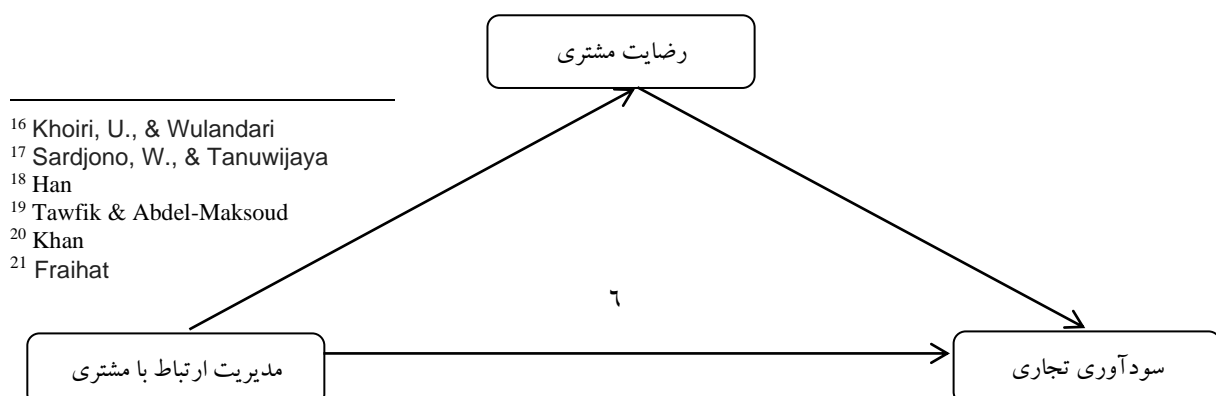 رضایت مشتری
16 Khoiri, U., & Wulandari
17 Sardjono, W., & Tanuwijaya
18 Han
19 Tawfik & Abdel-Maksoud
20 Khan
21 Fraihat
٦
مدیریت ارتباط با مشتری
سودآوری تجاری